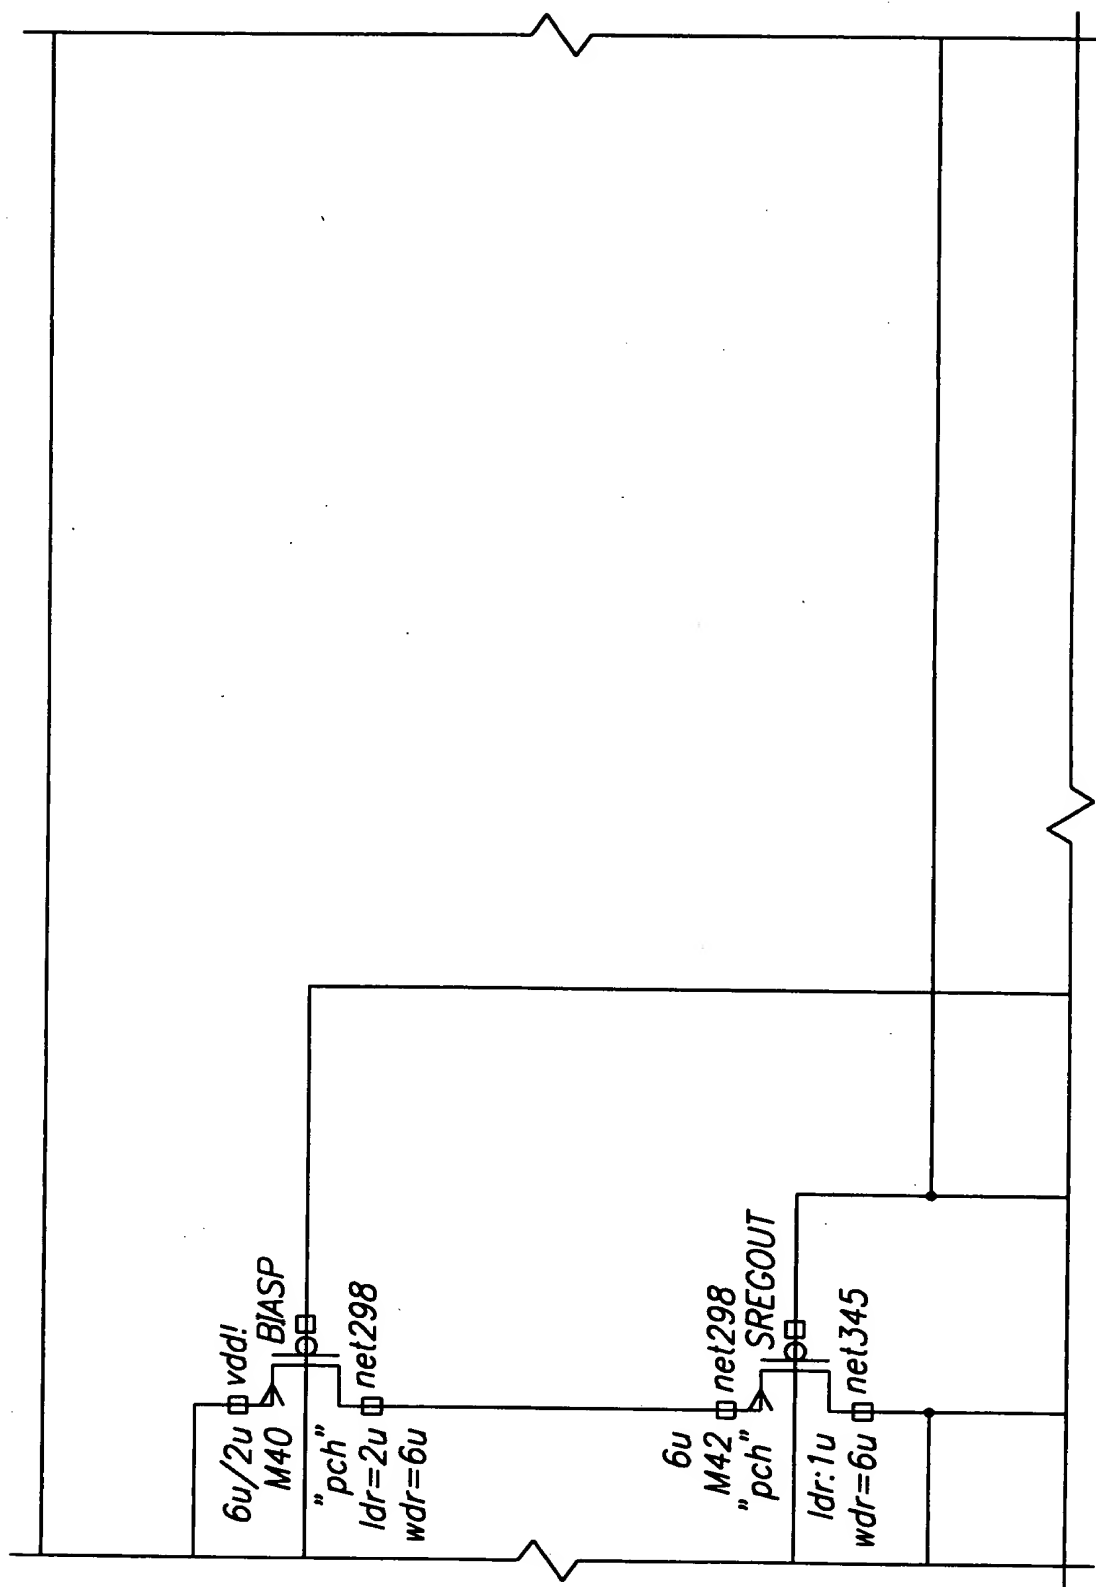 6u/2u
M40
"pch"
ldr=2u
wdr=6u
vdd!
BIASP
net298
6u
M42
"pch"
ldr:1u
wdr=6u
net298
SREGOUT
net345